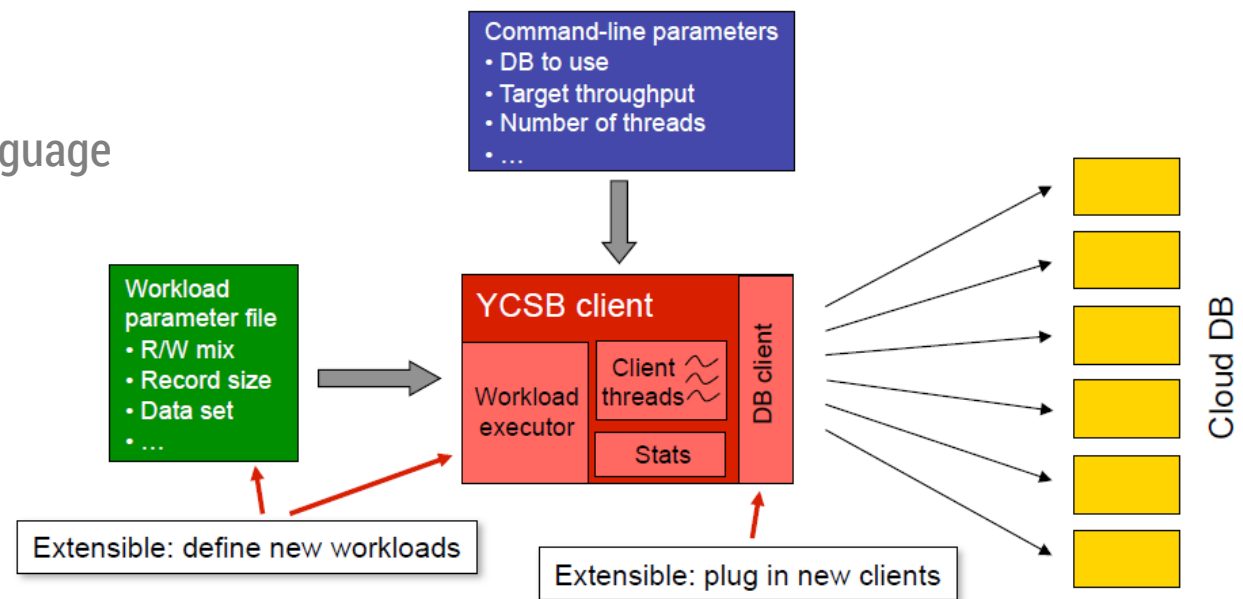 Command-line parameters
• DB to use
• Target throughput
• Number of threads
• ...
guage
Workload
parameter file
• R/W mix
• Record size
• Data set
• ...
YCSB client
Workload
executor
Client
threads
Stats
DB client
Cloud DB
Extensible: define new workloads
Extensible: plug in new clients